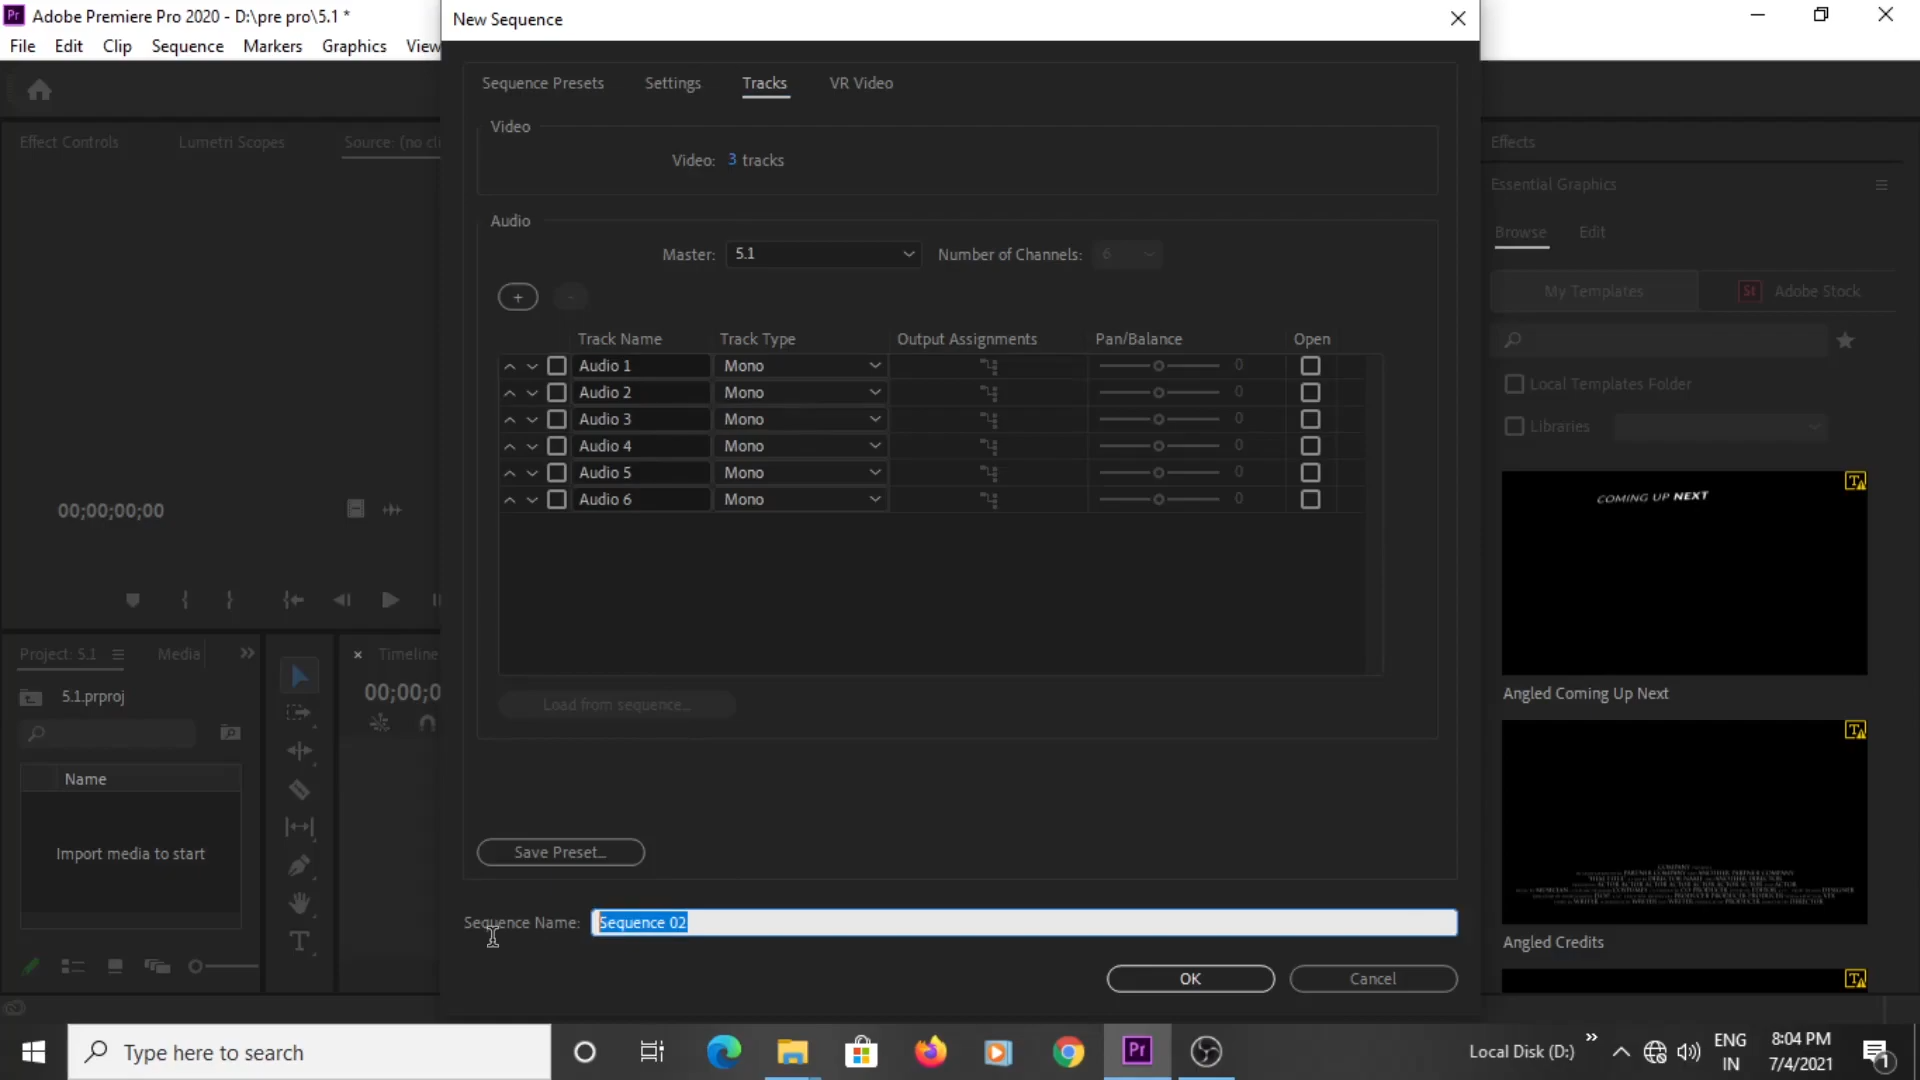 Pr Adobe Premiere Pro 2020 - D:\pre pro\5.1 *
File Edit Clip Sequence Markers Graphics View
New Sequence
Sequence Presets Settings Tracks VR Video
Video
Video: 3 tracks
Audio
Master: 5.1 Number of Channels: 6
+ -
Track Name Track Type Output Assignments Pan/Balance Open
Audio 1 Mono 0
Audio 2 Mono 0
Audio 3 Mono 0
Audio 4 Mono 0
Audio 5 Mono 0
Audio 6 Mono 0
Load from sequence...
Save Preset...
Sequence Name: Sequence 02
OK Cancel
Effect Controls Lumetri Scopes Source: (no cli
00;00;00;00
Project: 5.1 Media
5.1.prproj
Name
Import media to start
× Timeline
00;00;0
T
Effects
Essential Graphics
Browse Edit
My Templates St Adobe Stock
Local Templates Folder
Libraries
COMING UP NEXT
Angled Coming Up Next
Angled Credits
Type here to search
Pr
Local Disk (D:)
ENG
IN
8:04 PM
7/4/2021
1